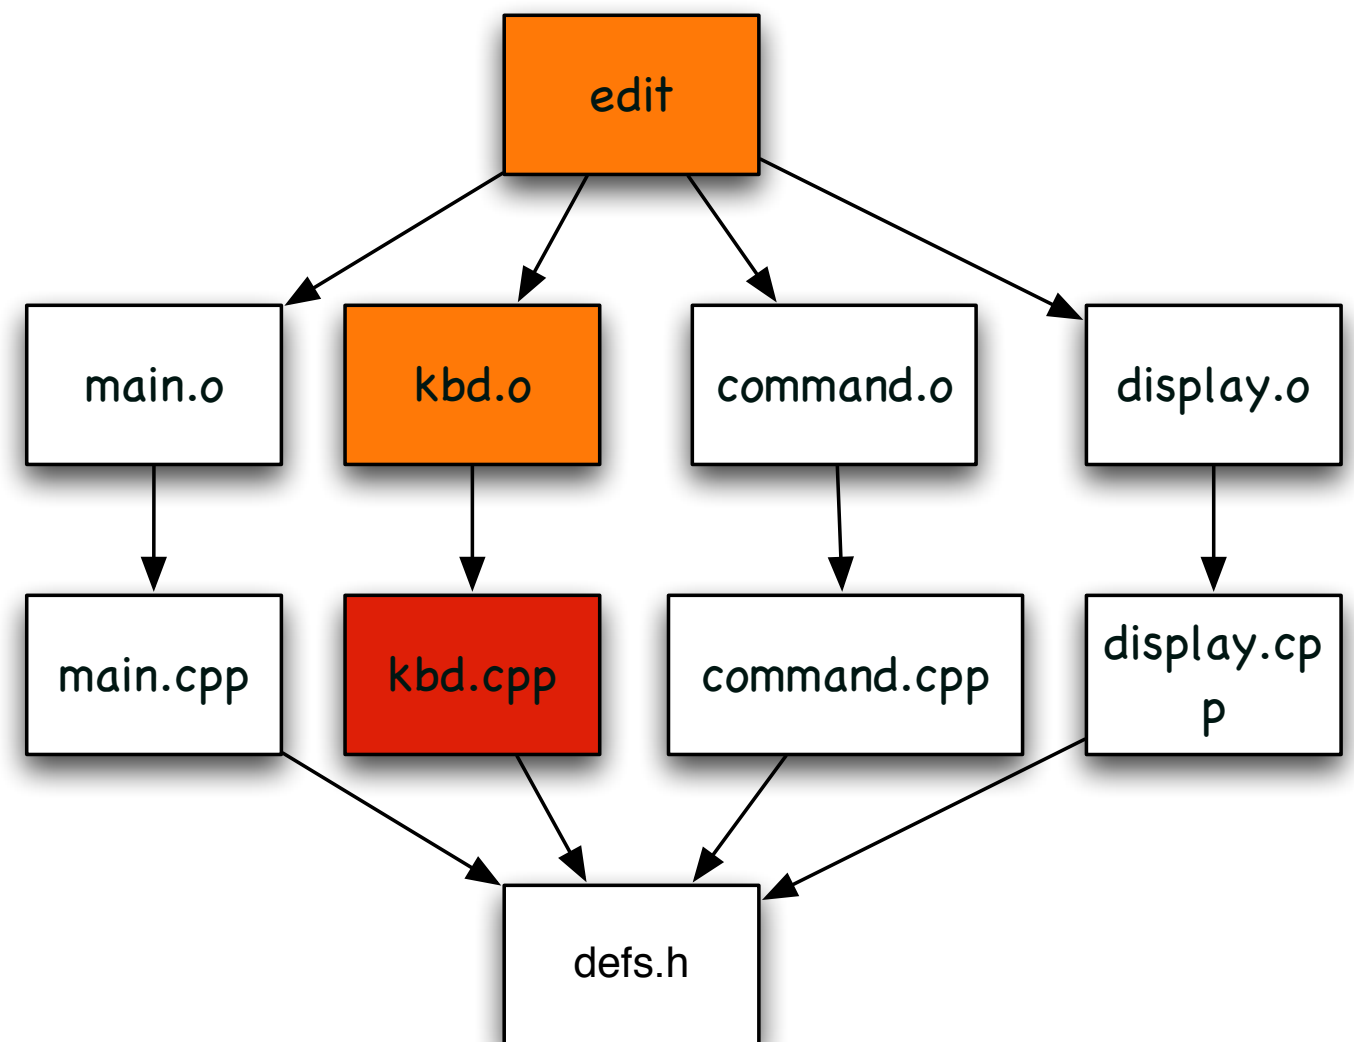 edit
main.o
kbd.o
command.o
display.o
main.cpp
kbd.cpp
command.cpp
display.cp
p
defs.h